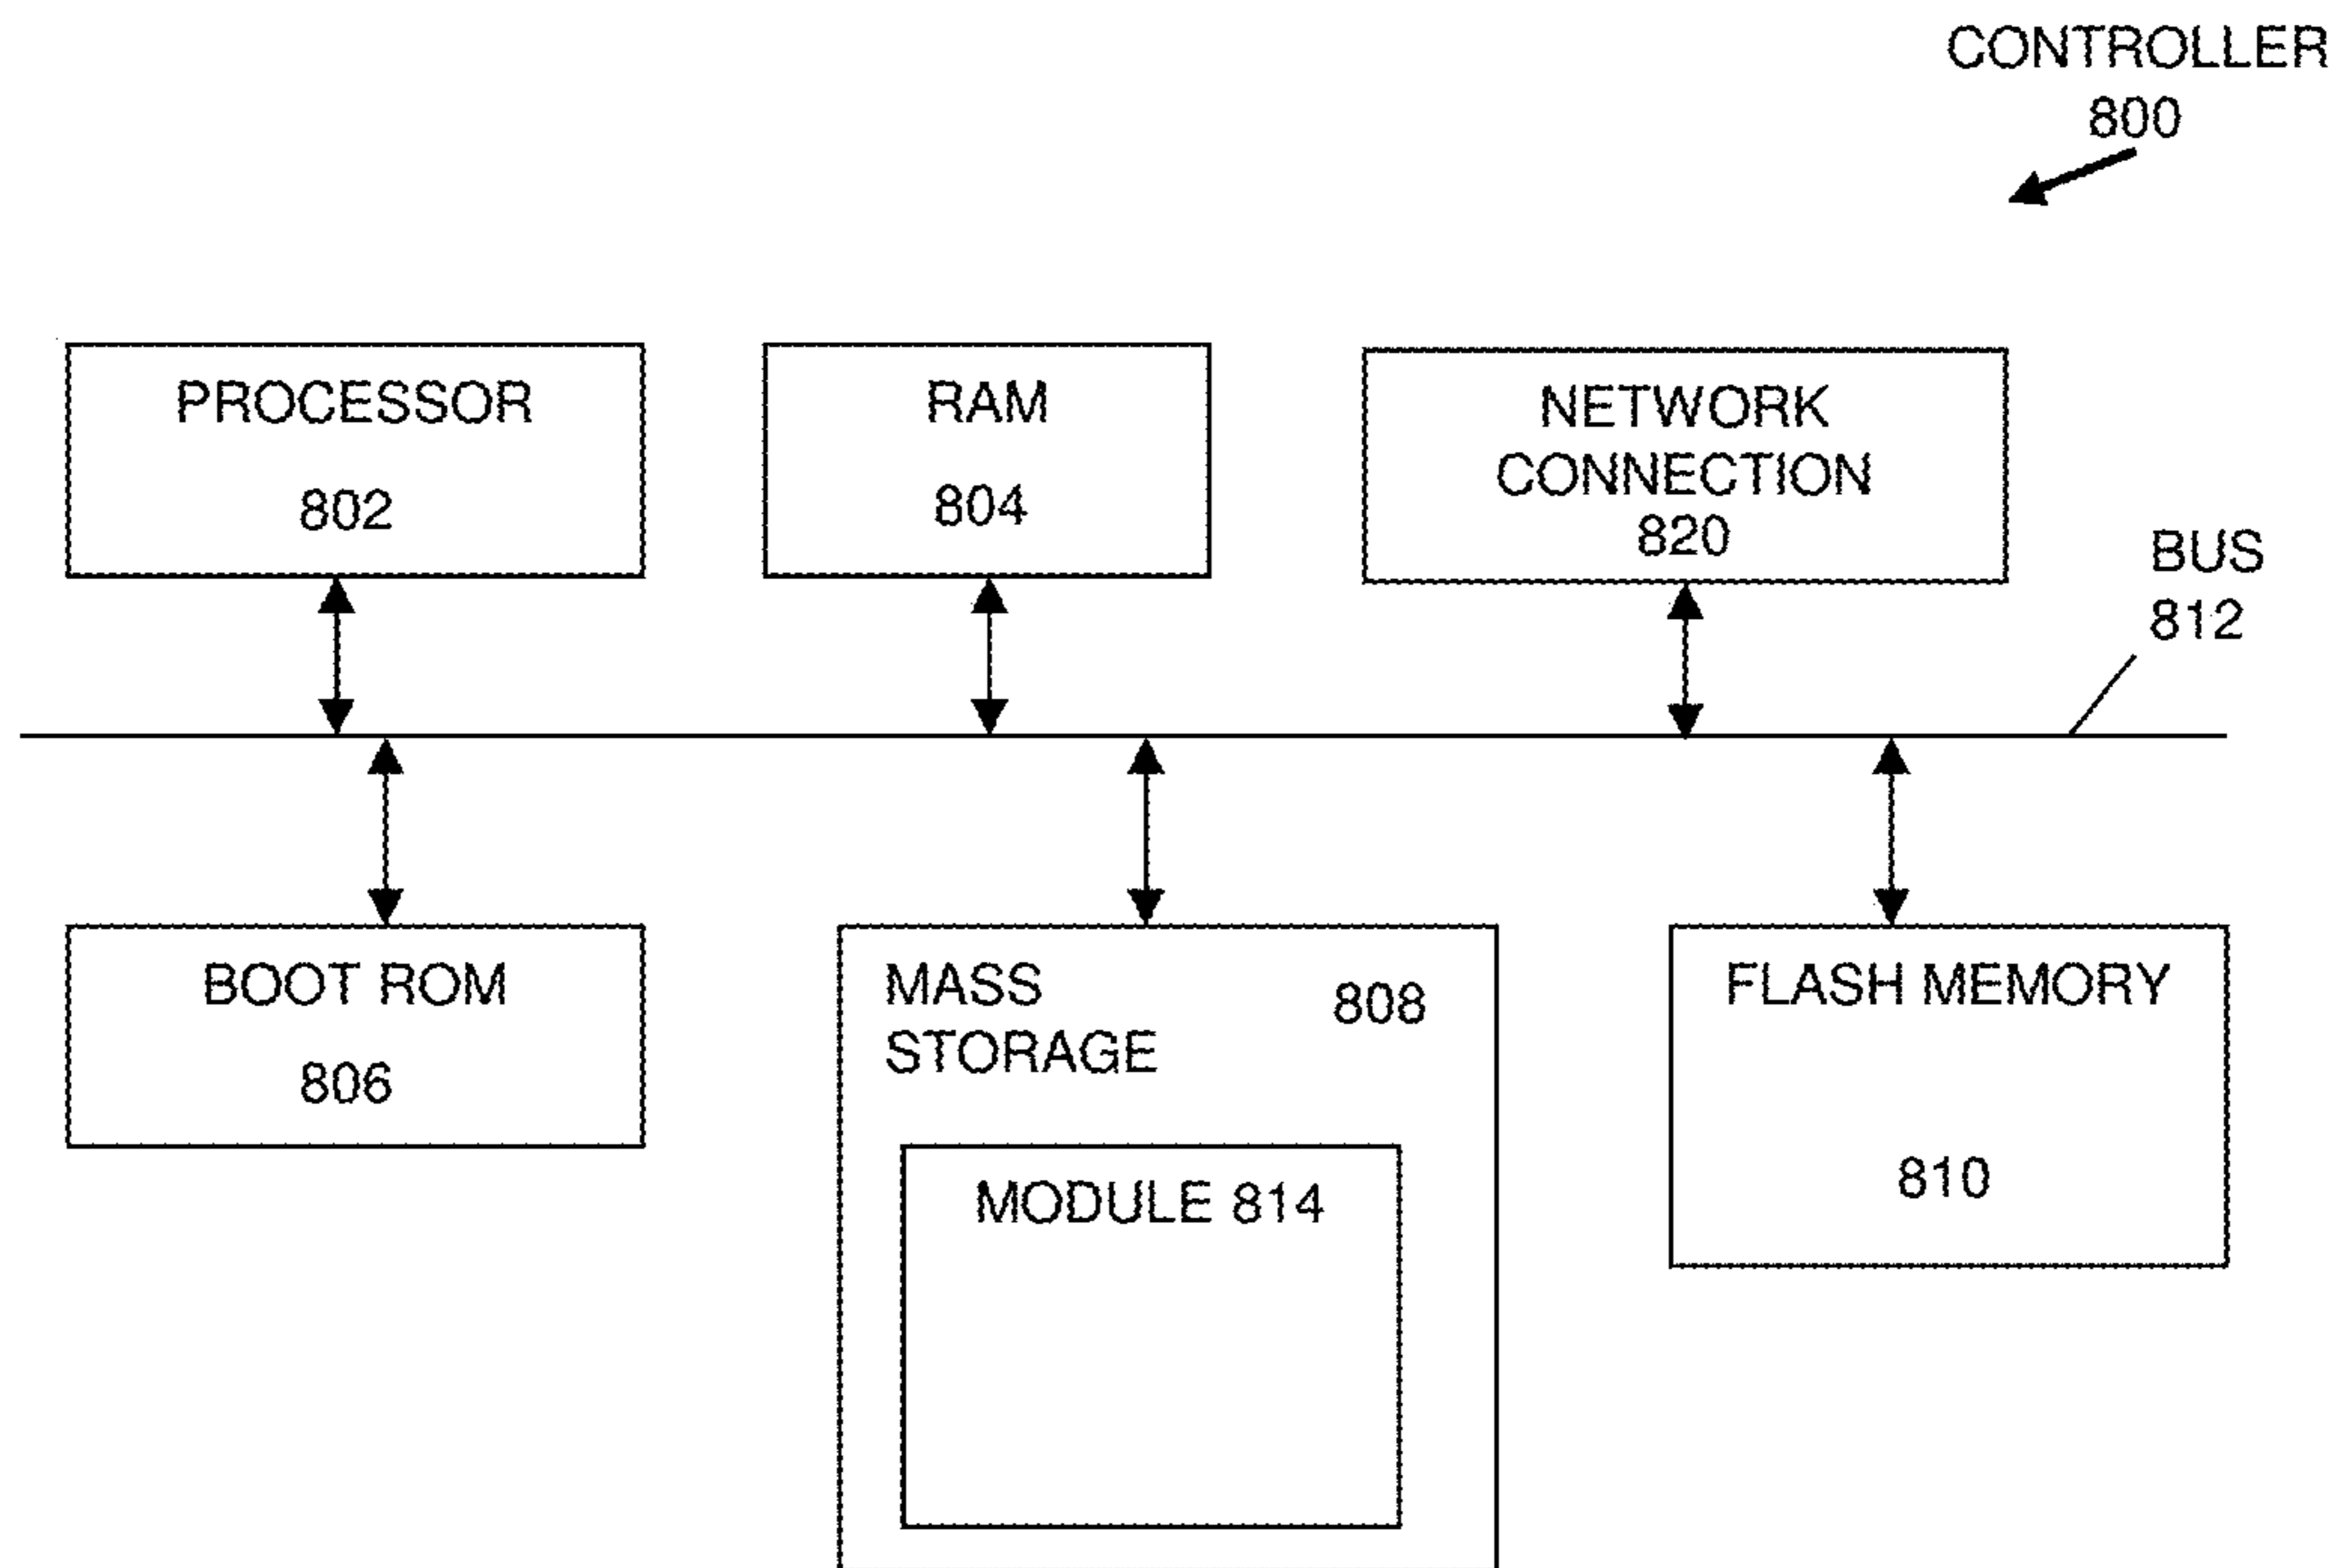 CONTROLLER
800
PROCESSOR
802
RAM
804
NETWORK
CONNECTION
820
BUS
812
BOOT ROM
806
MASS
STORAGE
808
MODULE 814
FLASH MEMORY
810